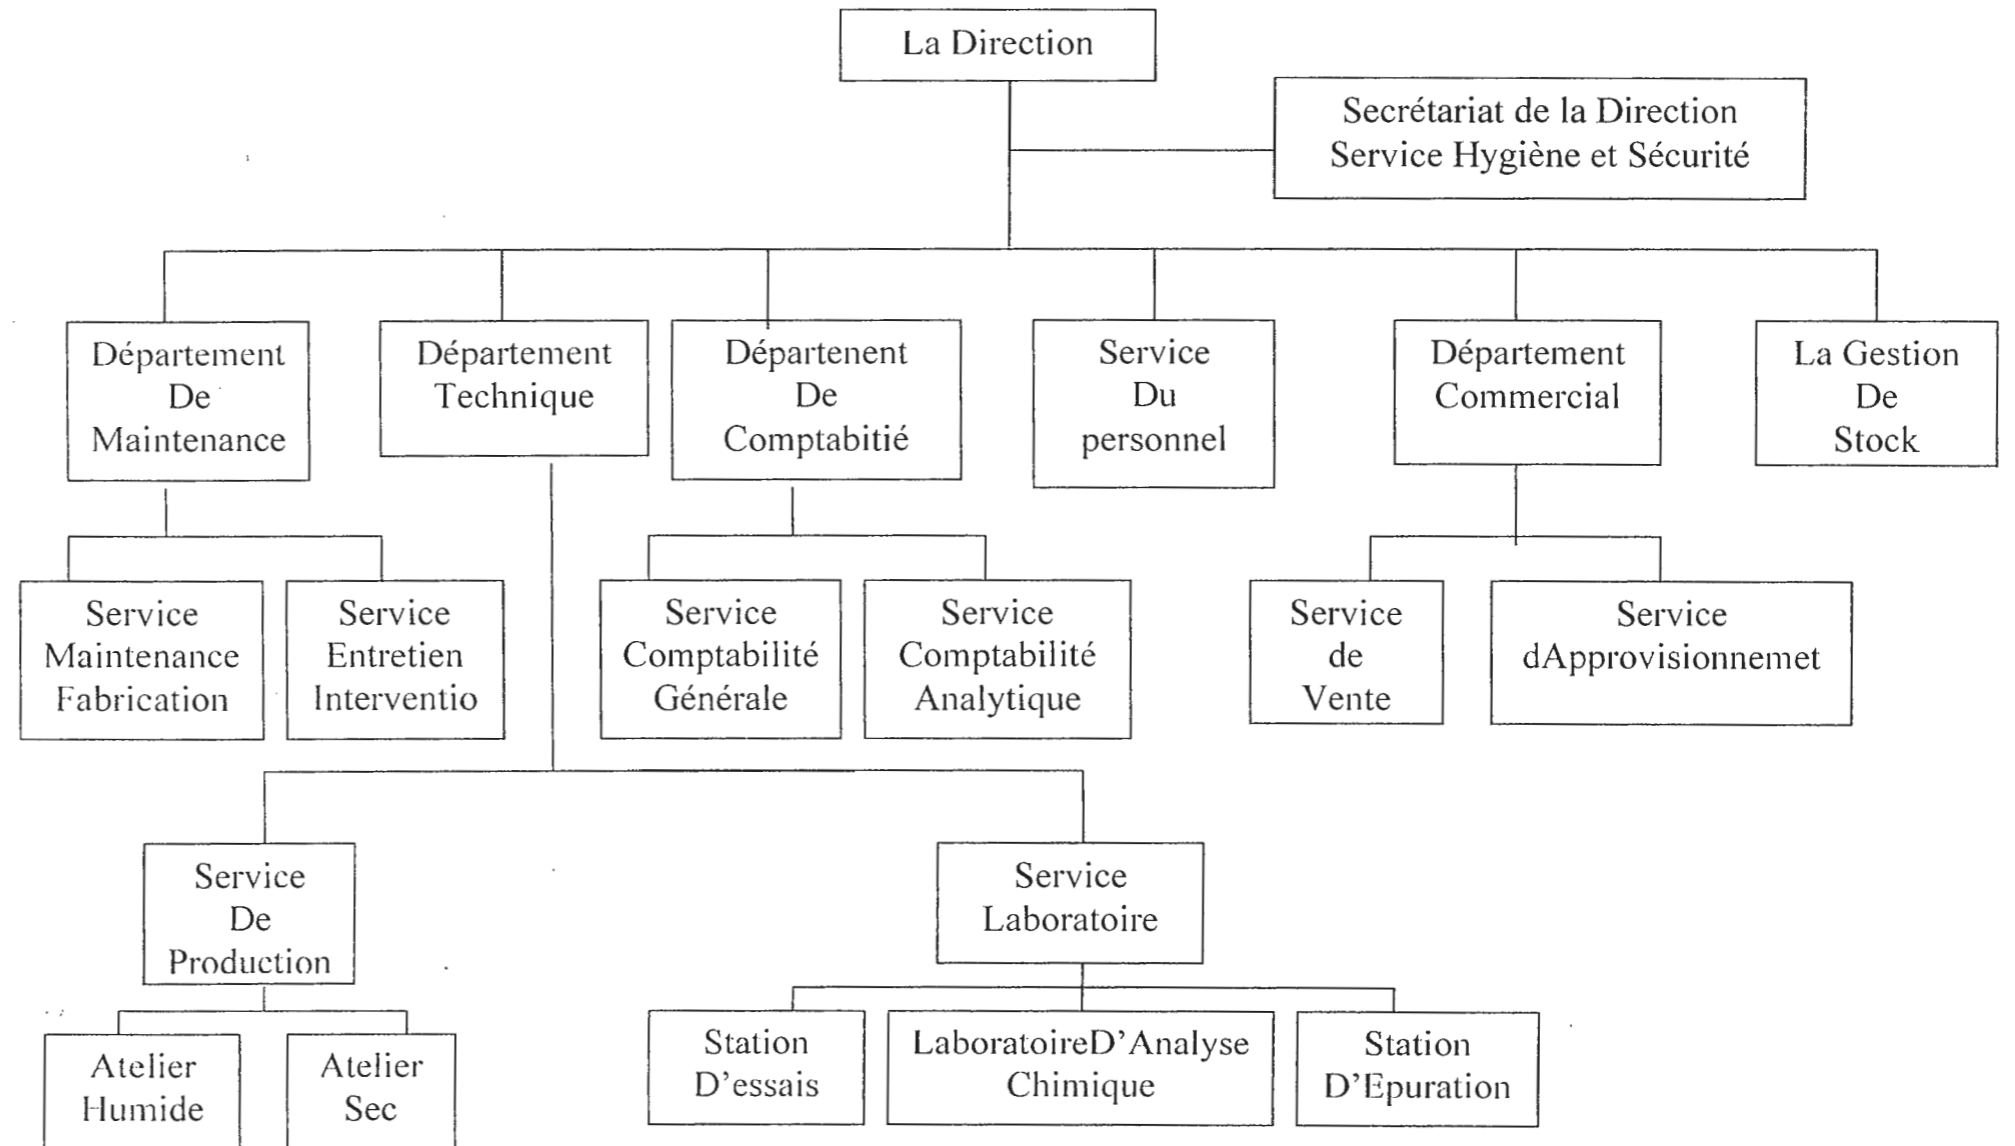 La Direction
Secrétariat de la Direction
Service Hygiène et Sécurité
Département
De
Maintenance
Département
Technique
Départenent
De
Comptabitié
Service
Du
personnel
Département
Commercial
La Gestion
De
Stock
Service
Maintenance
Fabrication
Service
Entretien
Interventio
Service
Comptabilité
Générale
Service
Comptabilité
Analytique
Service
de
Vente
Service
dApprovisionnemet
Service
De
Production
Service
Laboratoire
Atelier
Humide
Atelier
Sec
Station
D'essais
LaboratoireD'Analyse
Chimique
Station
D'Epuration